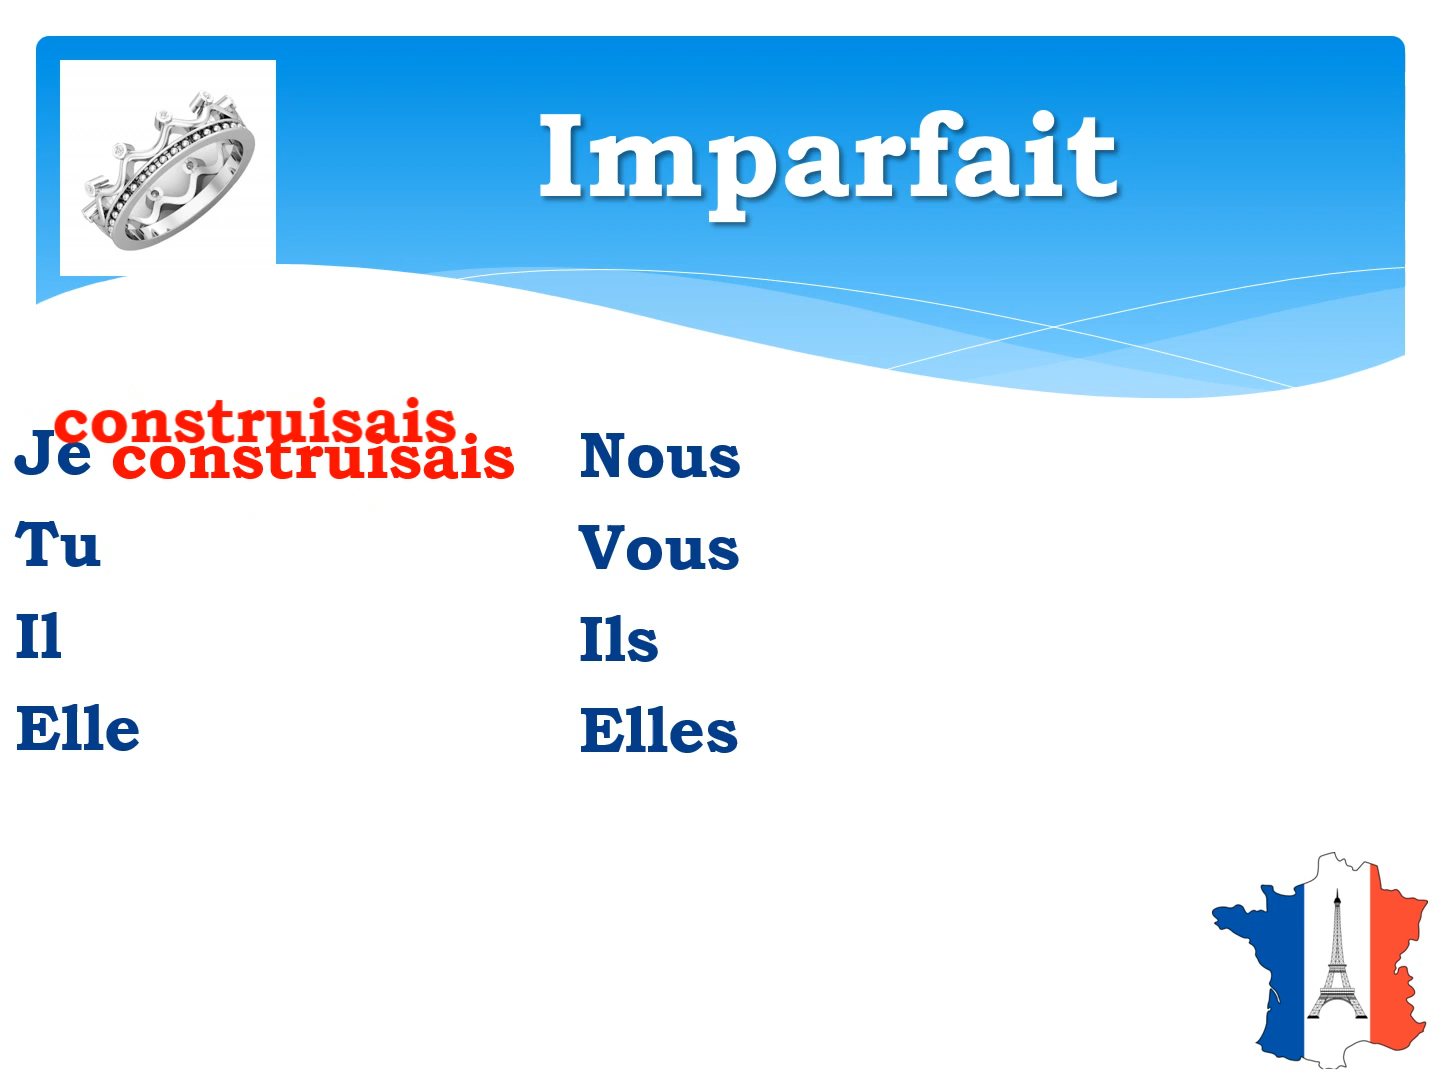 Imparfait
construisais
Je construisais
Tu
Il
Elle
Nous
Vous
Ils
Elles